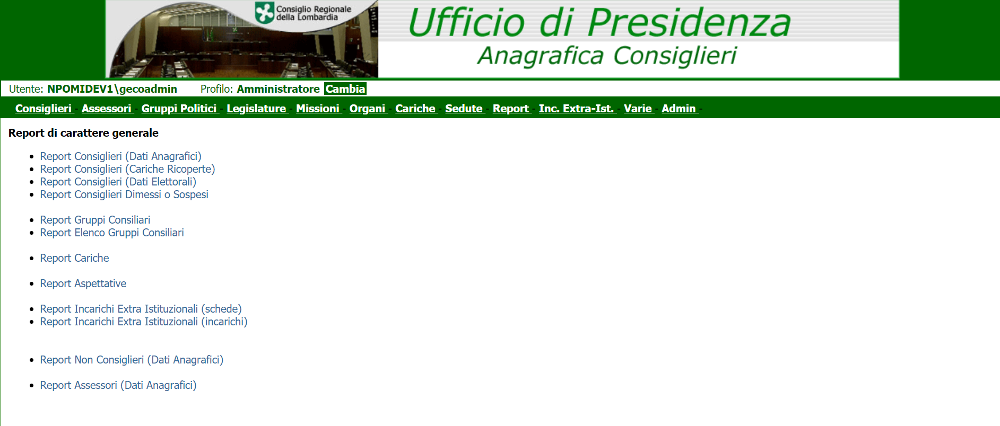 Consiglio Regionale
della Lombardia
Ufficio di Presidenza
Anagrafica Consiglieri
Utente: NPOMIDEV1\gecoadmin Profilo: Amministratore Cambia
Consiglieri - Assessori - Gruppi Politici - Legislature - Missioni - Organi - Cariche - Sedute - Report - Inc. Extra-Ist. - Varie - Admin -
Report di carattere generale
• Report Consiglieri (Dati Anagrafici)
• Report Consiglieri (Cariche Ricoperte)
• Report Consiglieri (Dati Elettorali)
• Report Consiglieri Dimessi o Sospesi
• Report Gruppi Consiliari
• Report Elenco Gruppi Consiliari
• Report Cariche
• Report Aspettative
• Report Incarichi Extra Istituzionali (schede)
• Report Incarichi Extra Istituzionali (incarichi)
• Report Non Consiglieri (Dati Anagrafici)
• Report Assessori (Dati Anagrafici)